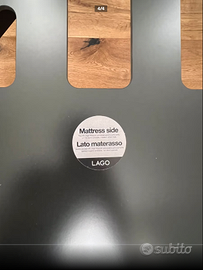 4/4
Mattress side
Lato materasso
LAGO
subito